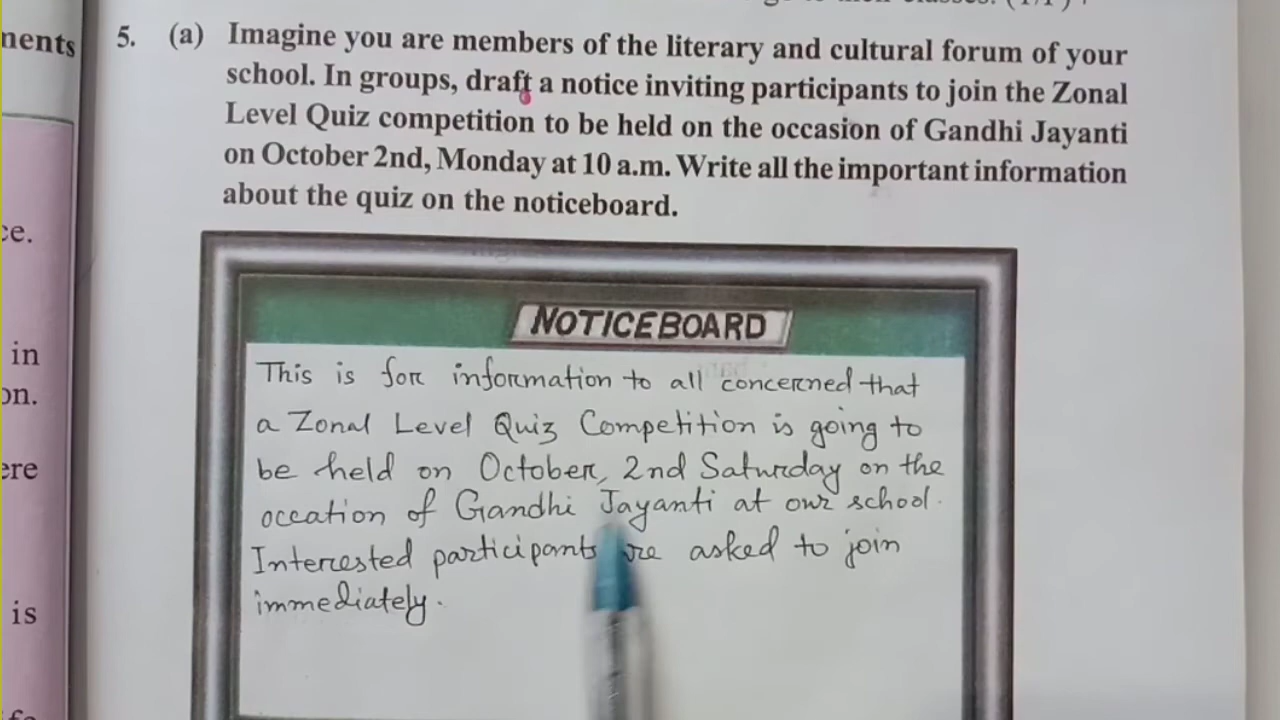 nents
5. (a) Imagine you are members of the literary and cultural forum of your
school. In groups, draft a notice inviting participants to join the Zonal
Level Quiz competition to be held on the occasion of Gandhi Jayanti
on October 2nd, Monday at 10 a.m. Write all the important information
about the quiz on the noticeboard.
ce.
in
on.
ere
is
NOTICEBOARD
This is for information to all concerned that
a Zonal Level Quiz Competition is going to
be held on October, 2nd Saturday on the
occation of Gandhi Jayanti at our school.
Interested participants are asked to join
immediately.